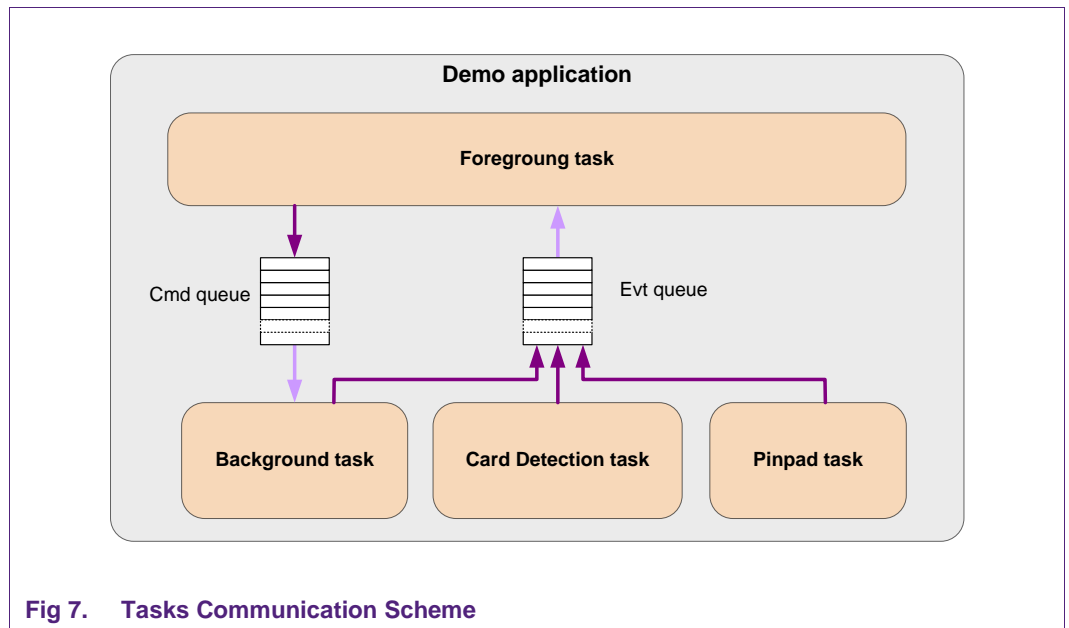 Demo application
Foregroung task
Cmd queue
Evt queue
Background task
Card Detection task
Pinpad task
Fig 7. Tasks Communication Scheme